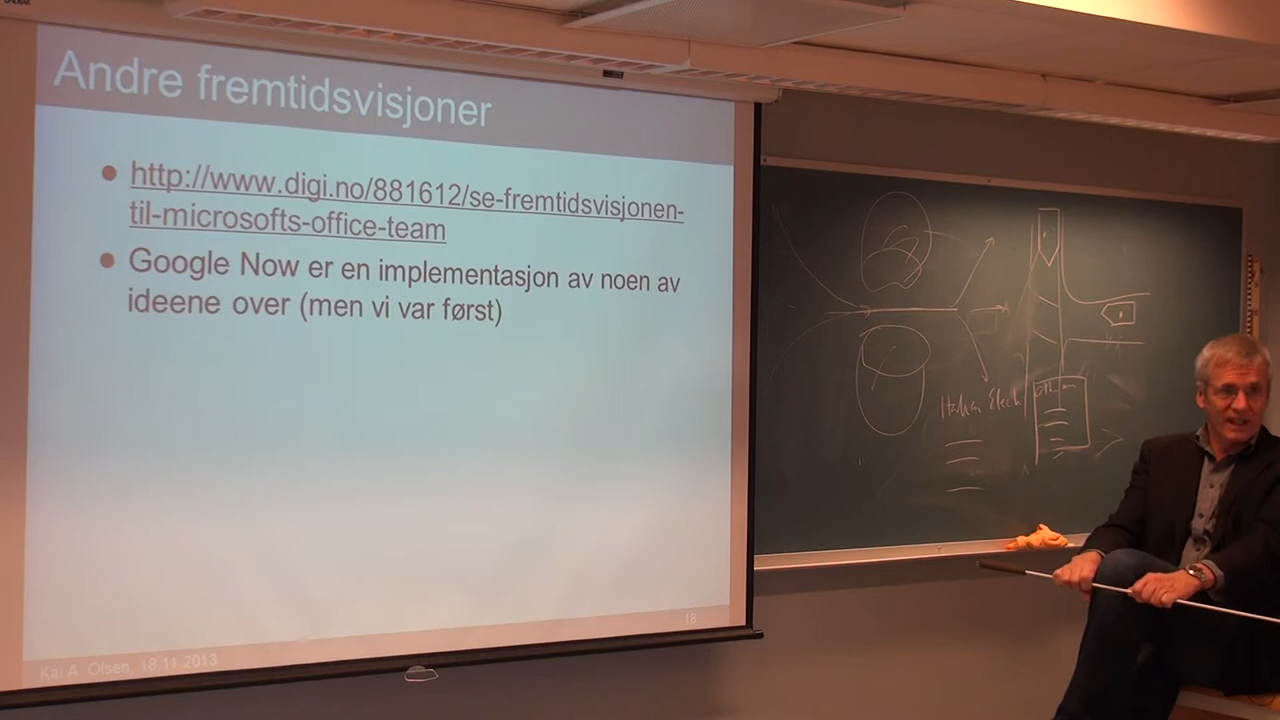 Andre fremtidsvisjoner
http://www.digi.no/881612/se-fremtidsvisjonen-
til-microsofts-office-team
Google Now er en implementasjon av noen av
ideene over (men vi var først)
18
Kai A. Olsen, 18.11.2013